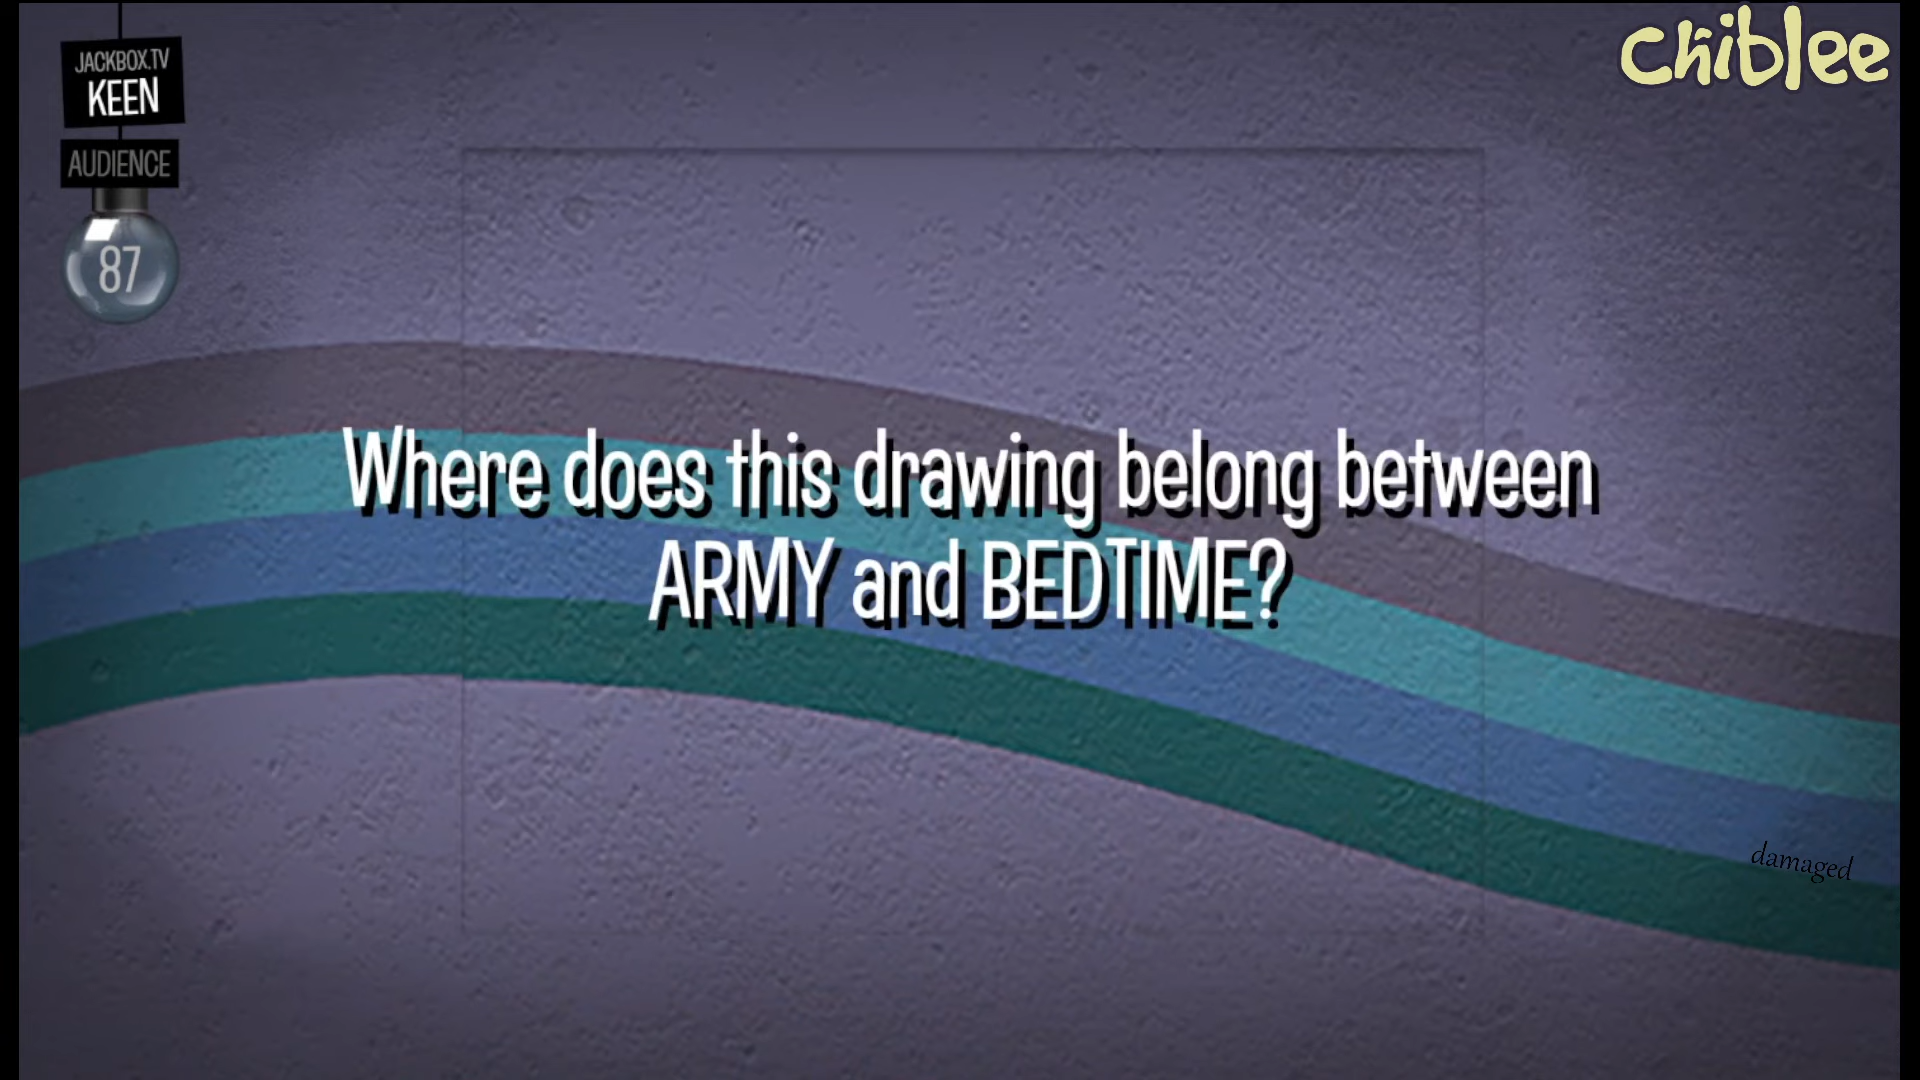 JACKBOX.TV
KEEN
AUDIENCE
87
chiblee
Where does this drawing belong between
ARMY and BEDTIME?
damaged